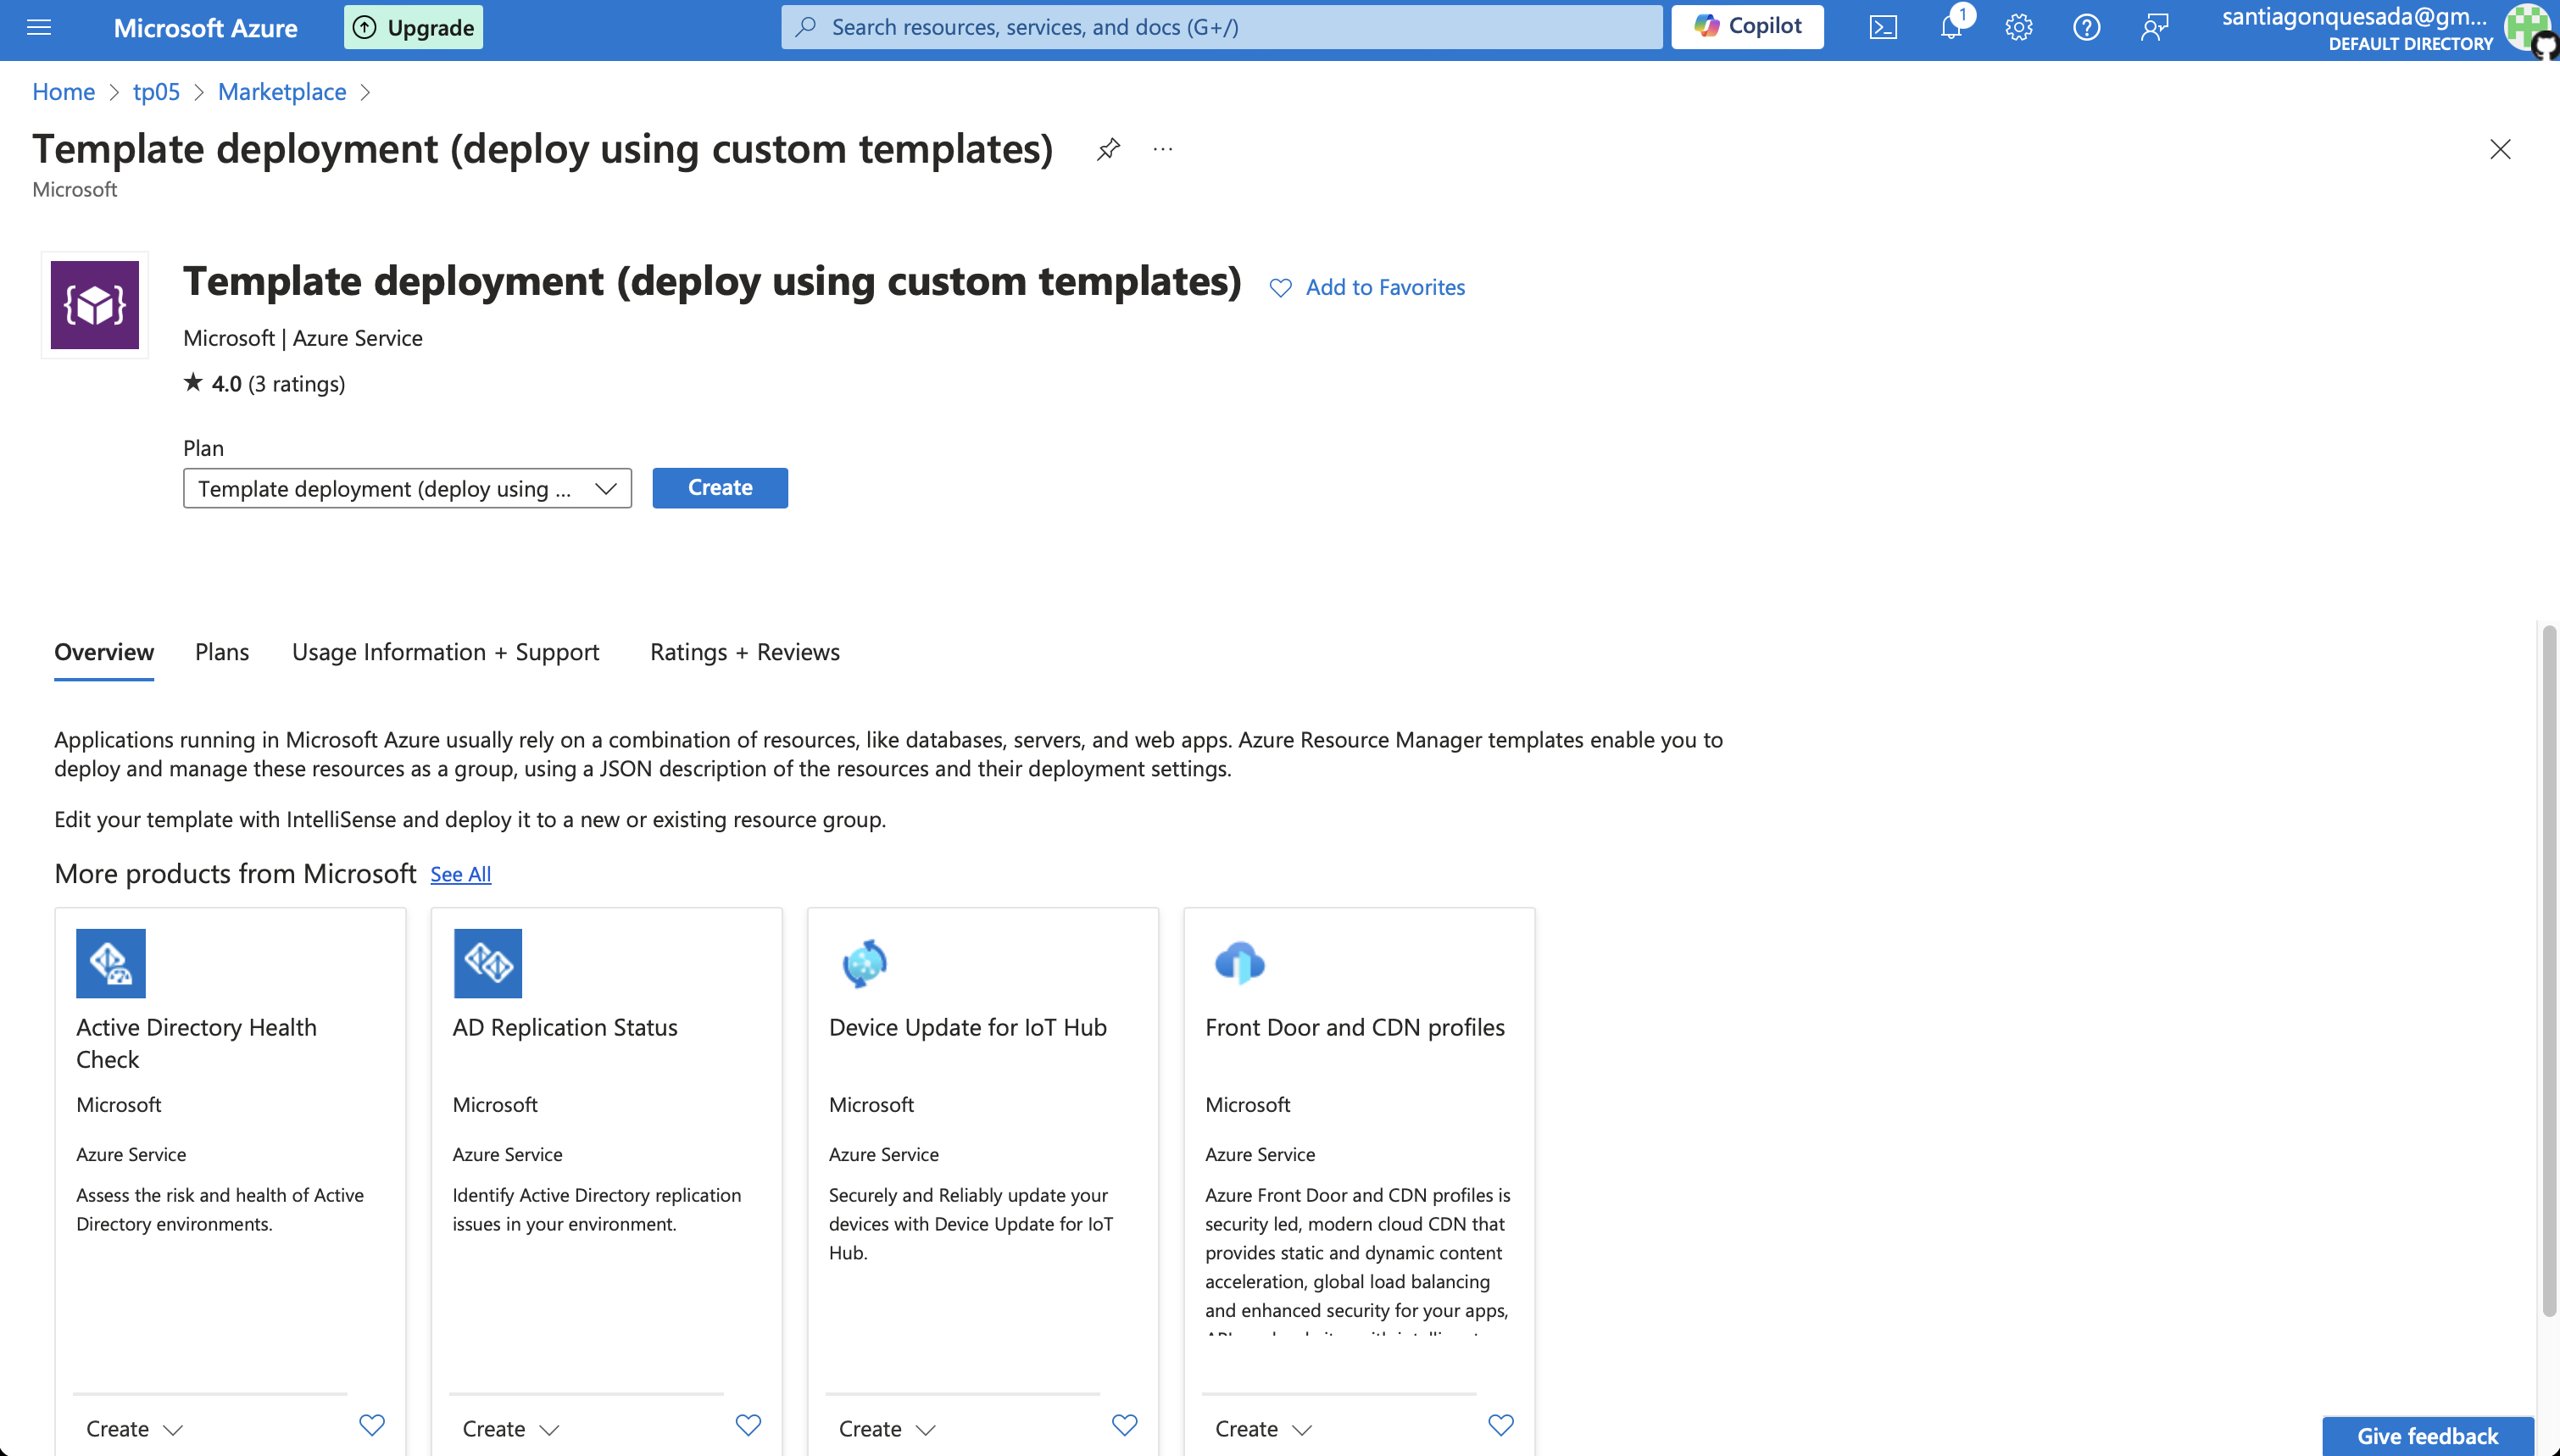 Microsoft Azure
Upgrade
Search resources, services, and docs (G+/)
Copilot
1
santiagonquesada@gm...
DEFAULT DIRECTORY
Home > tp05 > Marketplace >
Template deployment (deploy using custom templates)
...
Microsoft
Template deployment (deploy using custom templates)
Add to Favorites
Microsoft | Azure Service
★ 4.0 (3 ratings)
Plan
Template deployment (deploy using ...
Create
Overview
Plans
Usage Information + Support
Ratings + Reviews
Applications running in Microsoft Azure usually rely on a combination of resources, like databases, servers, and web apps. Azure Resource Manager templates enable you to
deploy and manage these resources as a group, using a JSON description of the resources and their deployment settings.
Edit your template with IntelliSense and deploy it to a new or existing resource group.
More products from Microsoft See All
Active Directory Health
Check
Microsoft
Azure Service
Assess the risk and health of Active
Directory environments.
Create
AD Replication Status
Microsoft
Azure Service
Identify Active Directory replication
issues in your environment.
Create
Device Update for IoT Hub
Microsoft
Azure Service
Securely and Reliably update your
devices with Device Update for IoT
Hub.
Create
Front Door and CDN profiles
Microsoft
Azure Service
Azure Front Door and CDN profiles is
security led, modern cloud CDN that
provides static and dynamic content
acceleration, global load balancing
and enhanced security for your apps,
Create
Give feedback